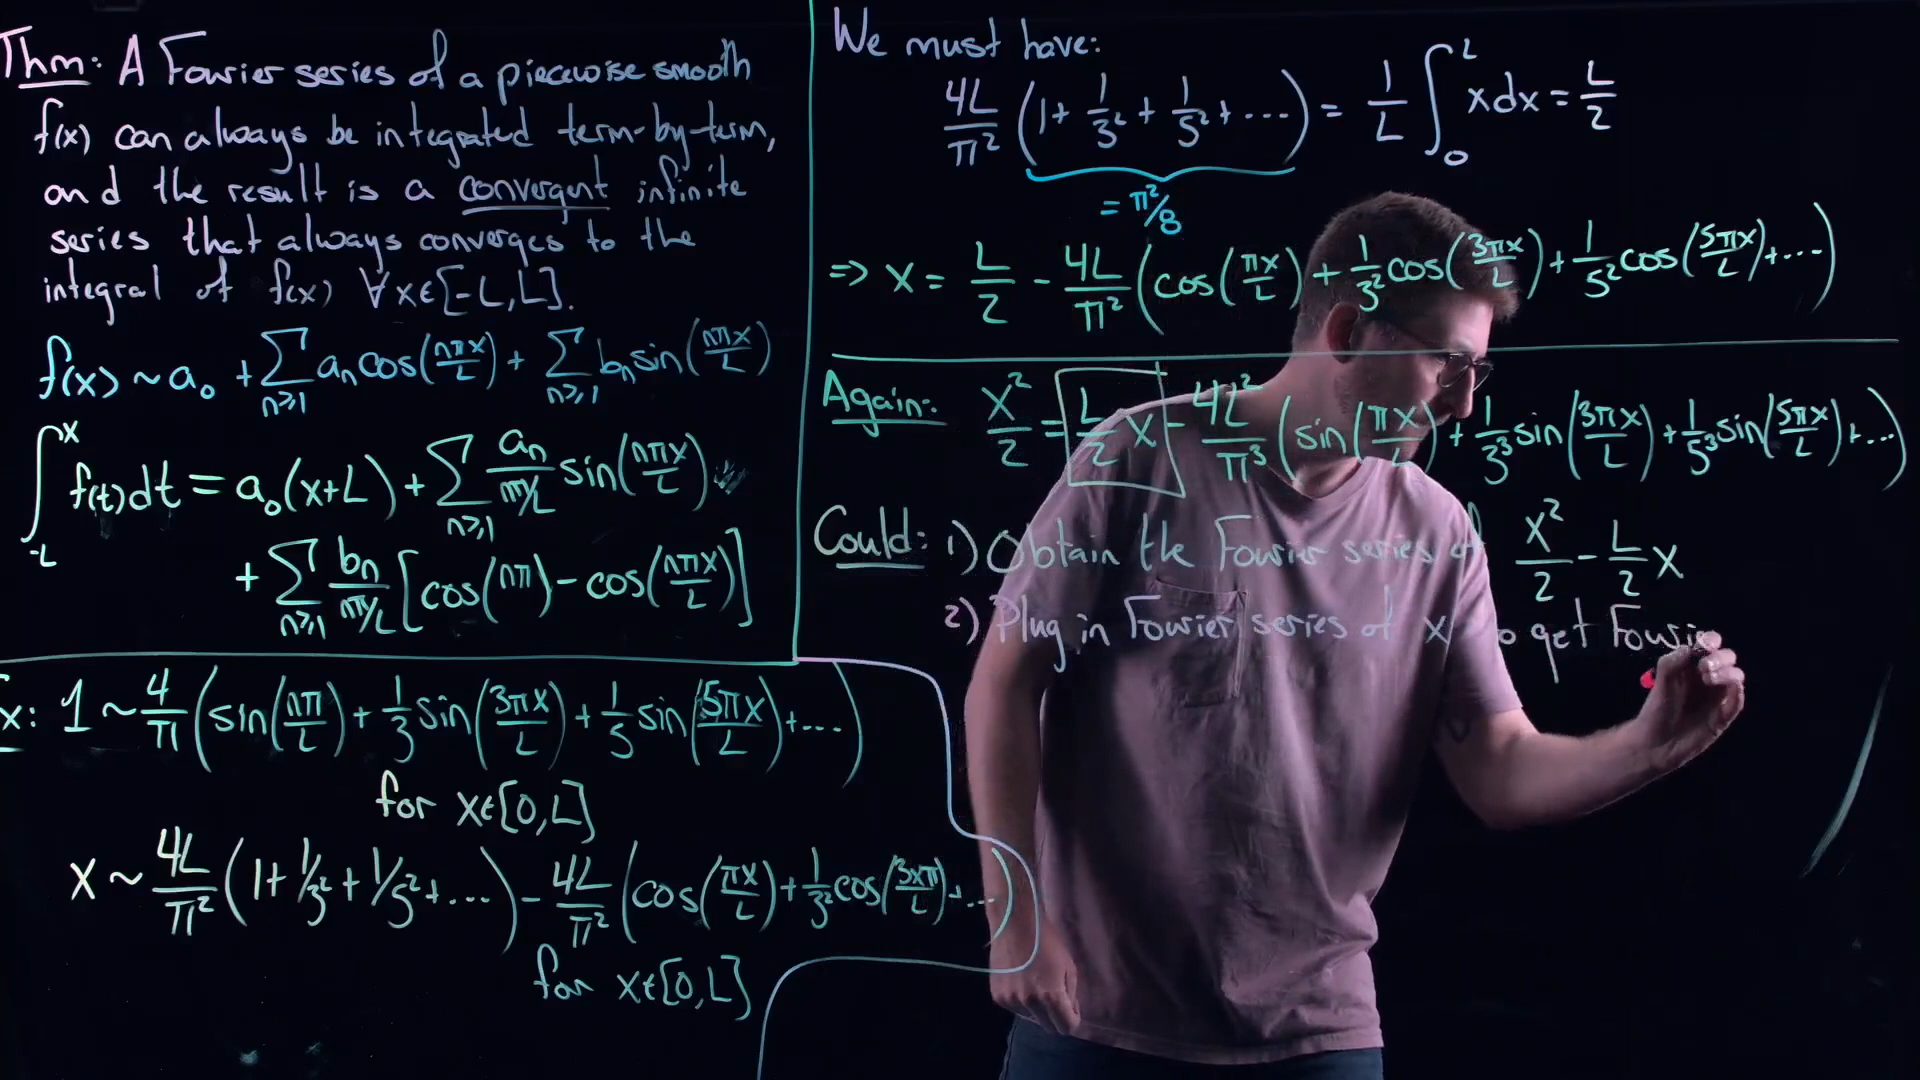 Thm: A Fourier series of a piecewise smooth
f(x) can always be integrated term-by-term,
and the result is a convergent infinite
series that always converges to the
integral of f(x) ∀ x∈[-L,L].
f(x) ~ a₀ + ∑_{n≥1} aₙcos(nπx/L) + ∑_{n≥1} bₙsin(nπx/L)
∫_{-L}^{x} f(t)dt = a₀(x+L) + ∑_{n≥1} aₙ/(nπ/L) sin(nπx/L)
+ ∑_{n≥1} bₙ/(nπ/L) [cos(nπ) - cos(nπx/L)]
x: 1 ~ 4/π (sin(nπ/L) + 1/3 sin(3πx/L) + 1/5 sin(5πx/L) + ....)
for x∈[0,L]
x ~ 4L/π² (1 + 1/3² + 1/5² + ....) - 4L/π² (cos(πx/L) + 1/3² cos(3xπ/L) + ...)
for x∈[0,L]
We must have:
4L/π² (1 + 1/3² + 1/5² + ....) = 1/L ∫_0^L x dx = L/2
= π²/8
=> x = L/2 - 4L/π² (cos(πx/L) + 1/3² cos(3πx/L) + 1/5² cos(5πx/L) + ....)
Again: x²/2 = L/2 x - 4L²/π³ (sin(πx/L) + 1/3³ sin(3πx/L) + 1/5³ sin(5πx/L) + ...)
Could: 1) Obtain the Fourier series of x²/2 - L/2 x
2) Plug in Fourier series of x to get Fourie